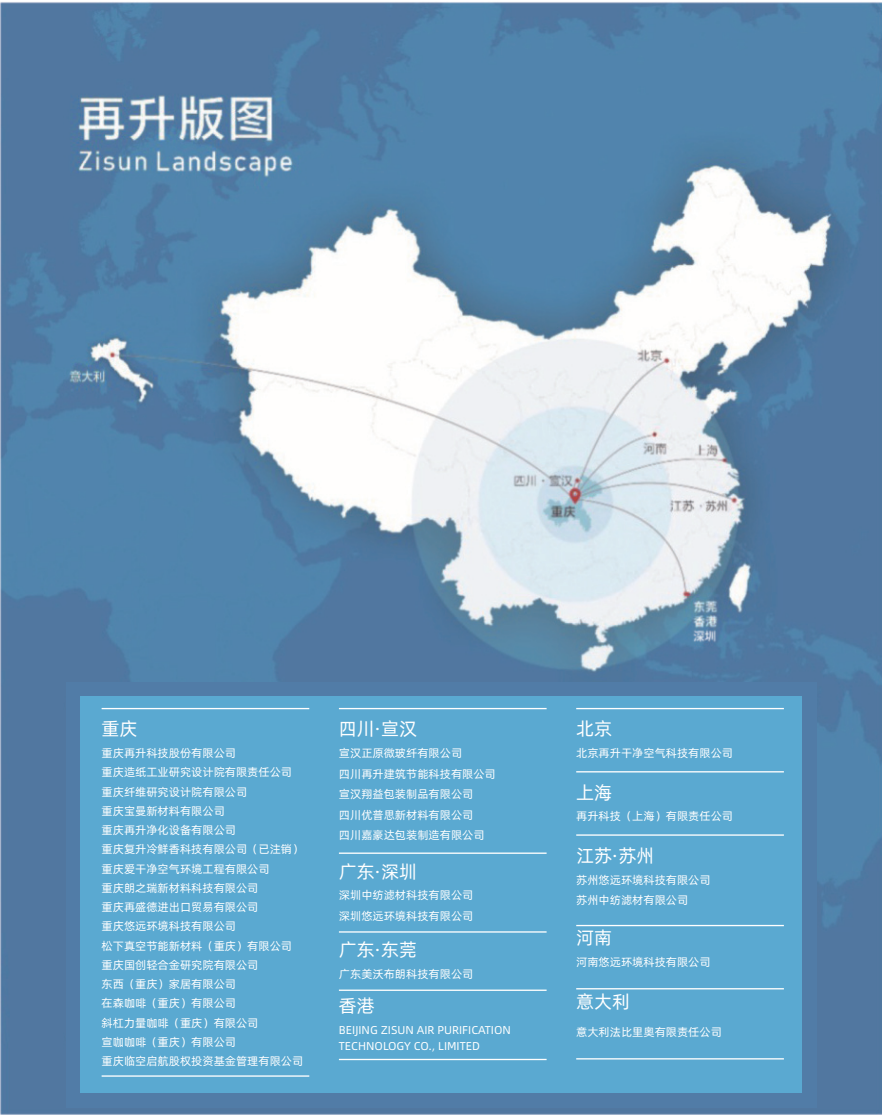 再升版图
Zisun Landscape
意大利
北京
河南
上海
四川·宣汉
重庆
江苏·苏州
东莞
香港
深圳
重庆
重庆再升科技股份有限公司
重庆造纸工业研究设计院有限责任公司
重庆纤维研究设计院有限公司
重庆宝曼新材料有限公司
重庆再升净化设备有限公司
重庆复升冷鲜香科技有限公司（已注销）
重庆爱干净空气环境工程有限公司
重庆朗之瑞新材料科技有限公司
重庆再盛德进出口贸易有限公司
重庆悠远环境科技有限公司
松下真空节能新材料（重庆）有限公司
重庆国创轻合金研究院有限公司
东西（重庆）家居有限公司
在森咖啡（重庆）有限公司
斜杠力量咖啡（重庆）有限公司
宣咖咖啡（重庆）有限公司
重庆临空启航股权投资基金管理有限公司
四川·宣汉
宣汉正原微玻纤有限公司
四川再升建筑节能科技有限公司
宣汉翔益包装制品有限公司
四川优普思新材料有限公司
四川嘉豪达包装制造有限公司
广东·深圳
深圳中纺滤材科技有限公司
深圳悠远环境科技有限公司
广东·东莞
广东美沃布朗科技有限公司
香港
BEIJING ZISUN AIR PURIFICATION
TECHNOLOGY CO., LIMITED
北京
北京再升干净空气科技有限公司
上海
再升科技（上海）有限责任公司
江苏·苏州
苏州悠远环境科技有限公司
苏州中纺滤材有限公司
河南
河南悠远环境科技有限公司
意大利
意大利法比里奥有限责任公司